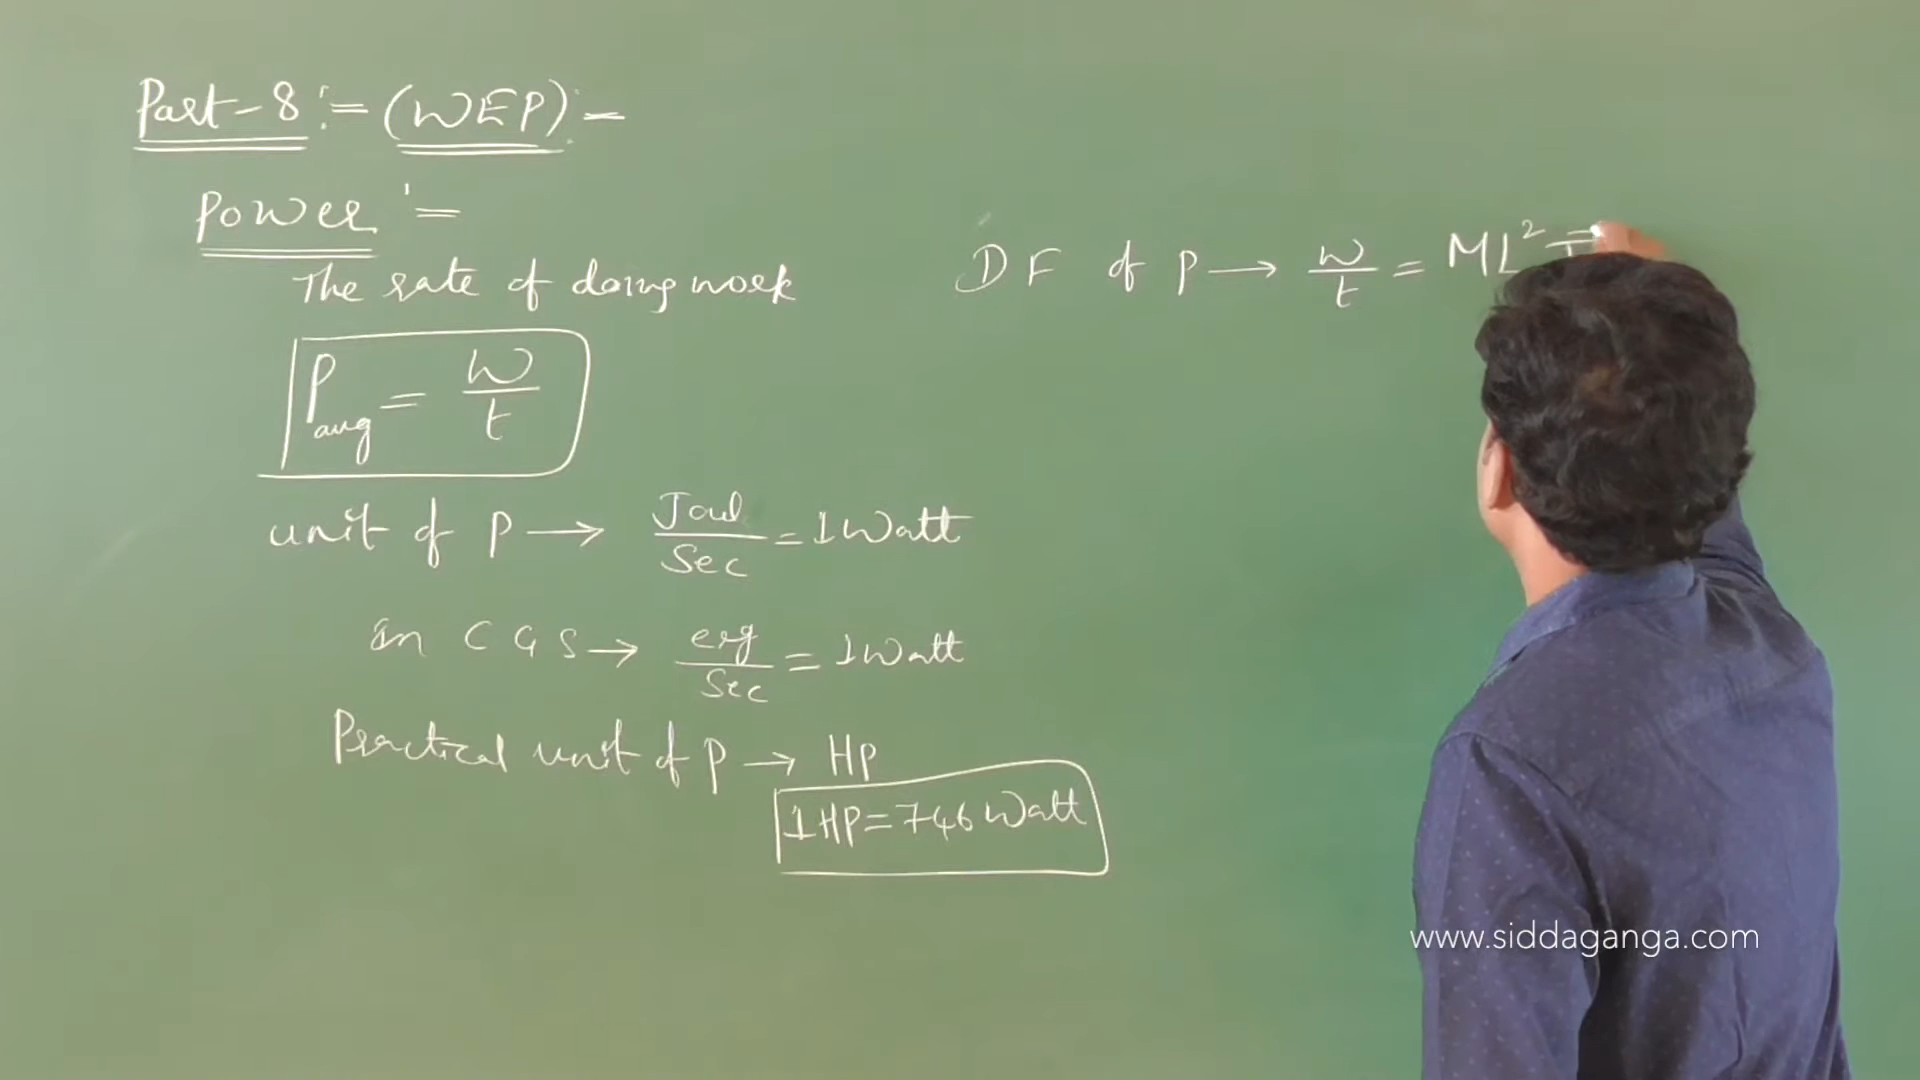 Part-8:= (WEP):-
Power:=
The rate of doing work
Pavg = W/t
unit of P → Joul/Sec = 1 Watt
in CGS → erg/Sec = 1 Watt
Practical unit of P → HP
1HP = 746 Watt
DF of P → W/t = ML²T
www.siddaganga.com